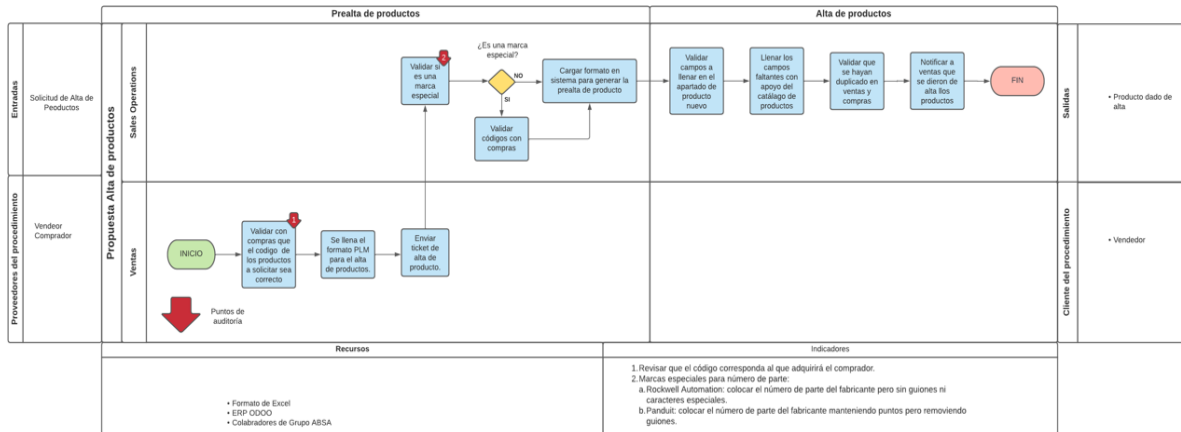 Prealta de productos
Alta de productos
Entradas
Solicitud de Alta de
Peoductos
Proveedores del procedimiento
Vendeor
Comprador
Propuesta Alta de productos
Sales Operations
Validar si
es una
marca
especial
2
¿Es una marca
especial?
NO
SI
Validar
códigos con
compras
Cargar formato en
sistema para generar la
prealta de producto
Validar
campos a
llenar en el
apartado de
producto
nuevo
Llenar los
campos
faltantes con
apoyo del
catálago de
productos
Validar que
se hayan
duplicado en
ventas y
compras
Notificar a
ventas que
se dieron de
alta llos
productos
FIN
Salidas
• Producto dado de
alta
Ventas
INICIO
Validar con
compras que
el codigo de
los productos
a solicitar sea
correcto
1
Se llena el
formato PLM
para el alta
de productos.
Enviar
ticket de
alta de
producto.
Puntos de
auditoría
Cliente del procedimiento
• Vendedor
Recursos
• Formato de Excel
• ERP ODOO
• Colabradores de Grupo ABSA
Indicadores
1. Revisar que el código corresponda al que adquirirá el comprador.
2. Marcas especiales para número de parte:
a. Rockwell Automation: colocar el número de parte del fabricante pero sin guiones ni
caracteres especiales.
b. Panduit: colocar el número de parte del fabricante manteniendo puntos pero removiendo
guiones.